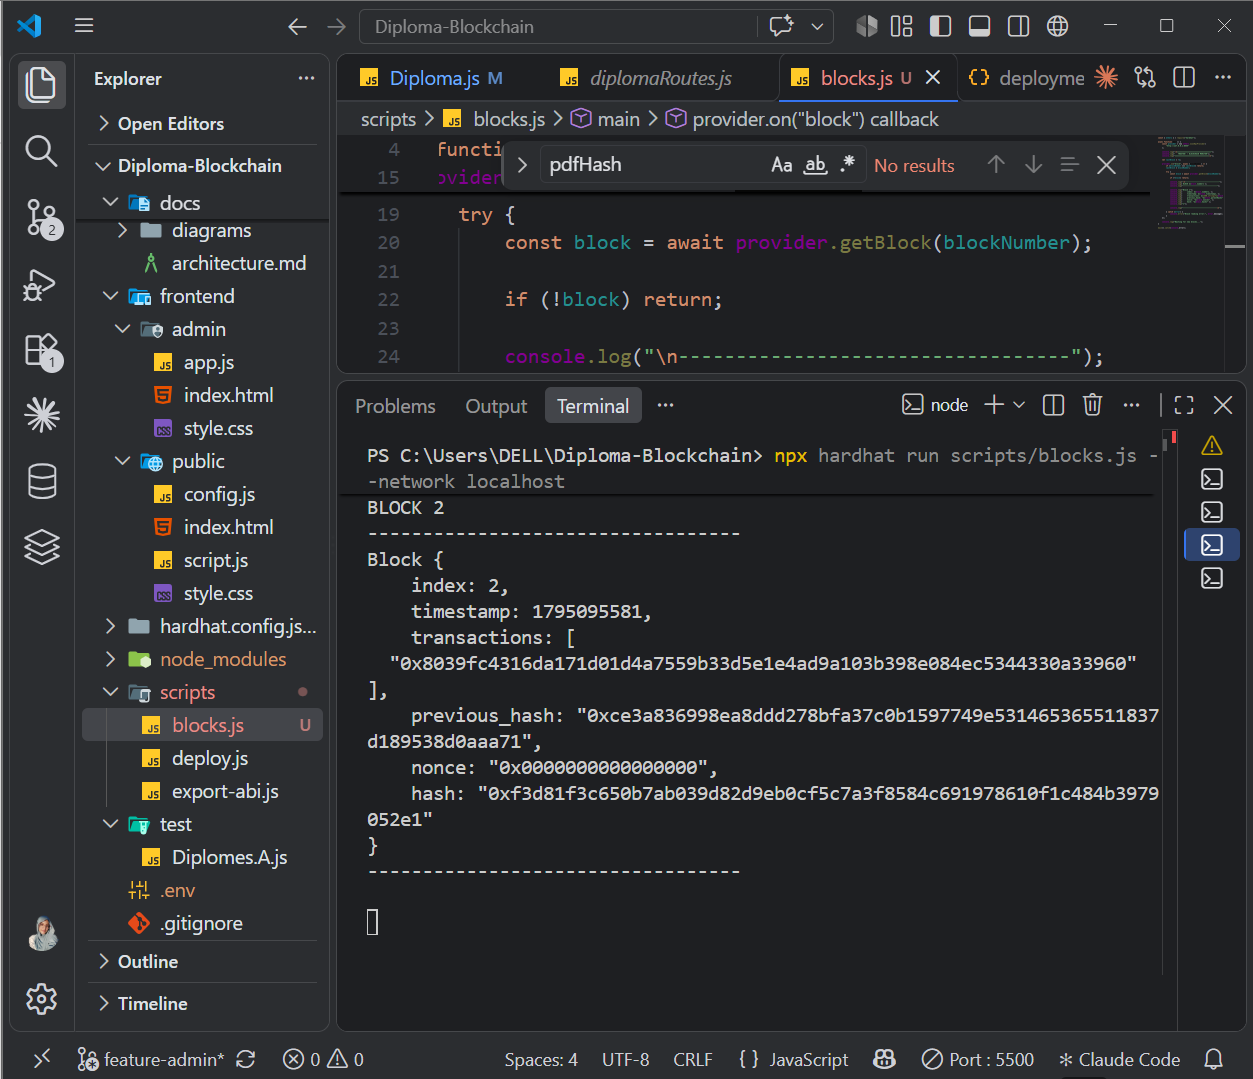 Diploma-Blockchain
Explorer
Open Editors
Diploma-Blockchain
docs
diagrams
architecture.md
frontend
admin
app.js
index.html
style.css
public
config.js
index.html
script.js
style.css
hardhat.config.js...
node_modules
scripts
blocks.js U
deploy.js
export-abi.js
test
Diplomes.A.js
.env
.gitignore
Outline
Timeline
2
1
Diploma.js M
diplomaRoutes.js
blocks.js U
deployme
scripts > blocks.js > main > provider.on("block") callback
4 functi
15 ovider
pdfHash Aa ab .* No results
19 try {
20 const block = await provider.getBlock(blockNumber);
21
22 if (!block) return;
23
24 console.log("\n----------------------------------");
Problems Output Terminal ... node
PS C:\Users\DELL\Diploma-Blockchain> npx hardhat run scripts/blocks.js -
-network localhost
BLOCK 2
----------------------------------
Block {
index: 2,
timestamp: 1795095581,
transactions: [
"0x8039fc4316da171d01d4a7559b33d5e1e4ad9a103b398e084ec5344330a33960"
],
previous_hash: "0xce3a836998ea8ddd278bfa37c0b1597749e531465365511837
d189538d0aaa71",
nonce: "0x0000000000000000",
hash: "0xf3d81f3c650b7ab039d82d9eb0cf5c7a3f8584c691978610f1c484b3979
052e1"
}
----------------------------------
feature-admin* 0 0 Spaces: 4 UTF-8 CRLF { } JavaScript Port : 5500 Claude Code